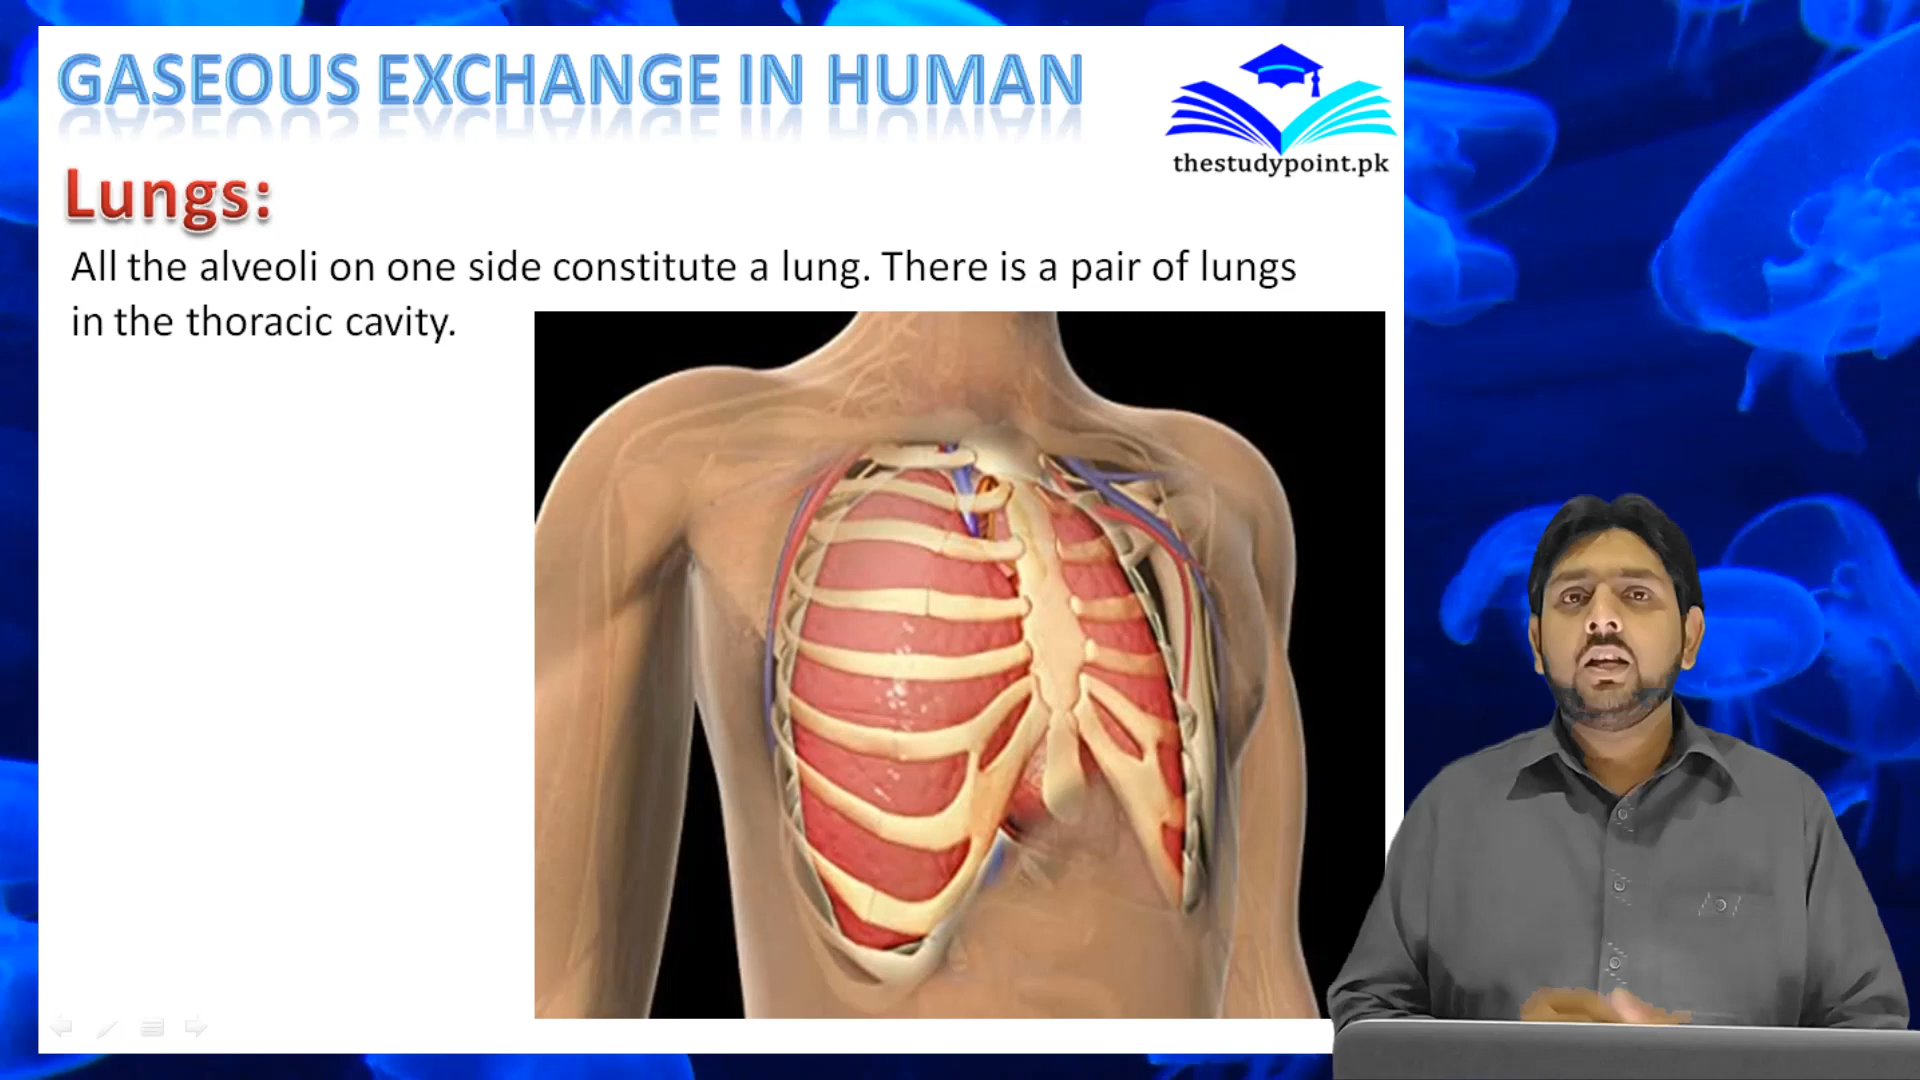 GASEOUS EXCHANGE IN HUMAN
thestudypoint.pk
Lungs:
All the alveoli on one side constitute a lung. There is a pair of lungs
in the thoracic cavity.